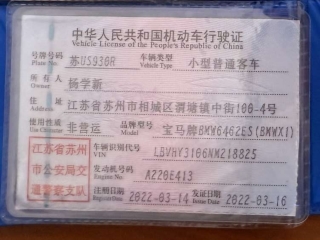 中华人民共和国机动车行驶证
Vehicle License of the People's Republic of China
号牌号码 苏U5930R 车辆类型 小型普通客车
Plate No. Vehicle Type
所有人 杨学新
Owner
住址 江苏省苏州市相城区渭塘镇中街100-4号
Address
使用性质 非营运 品牌型号 宝马牌BMW6462ES(BMWX1)
Use Character Model
江苏省苏州
市公安局交
通警察支队
车辆识别代号
VIN
发动机号码 A220E413
Engine No.
注册日期 2022-03-14 发证日期 2022-03-16
Register Date Issue Date